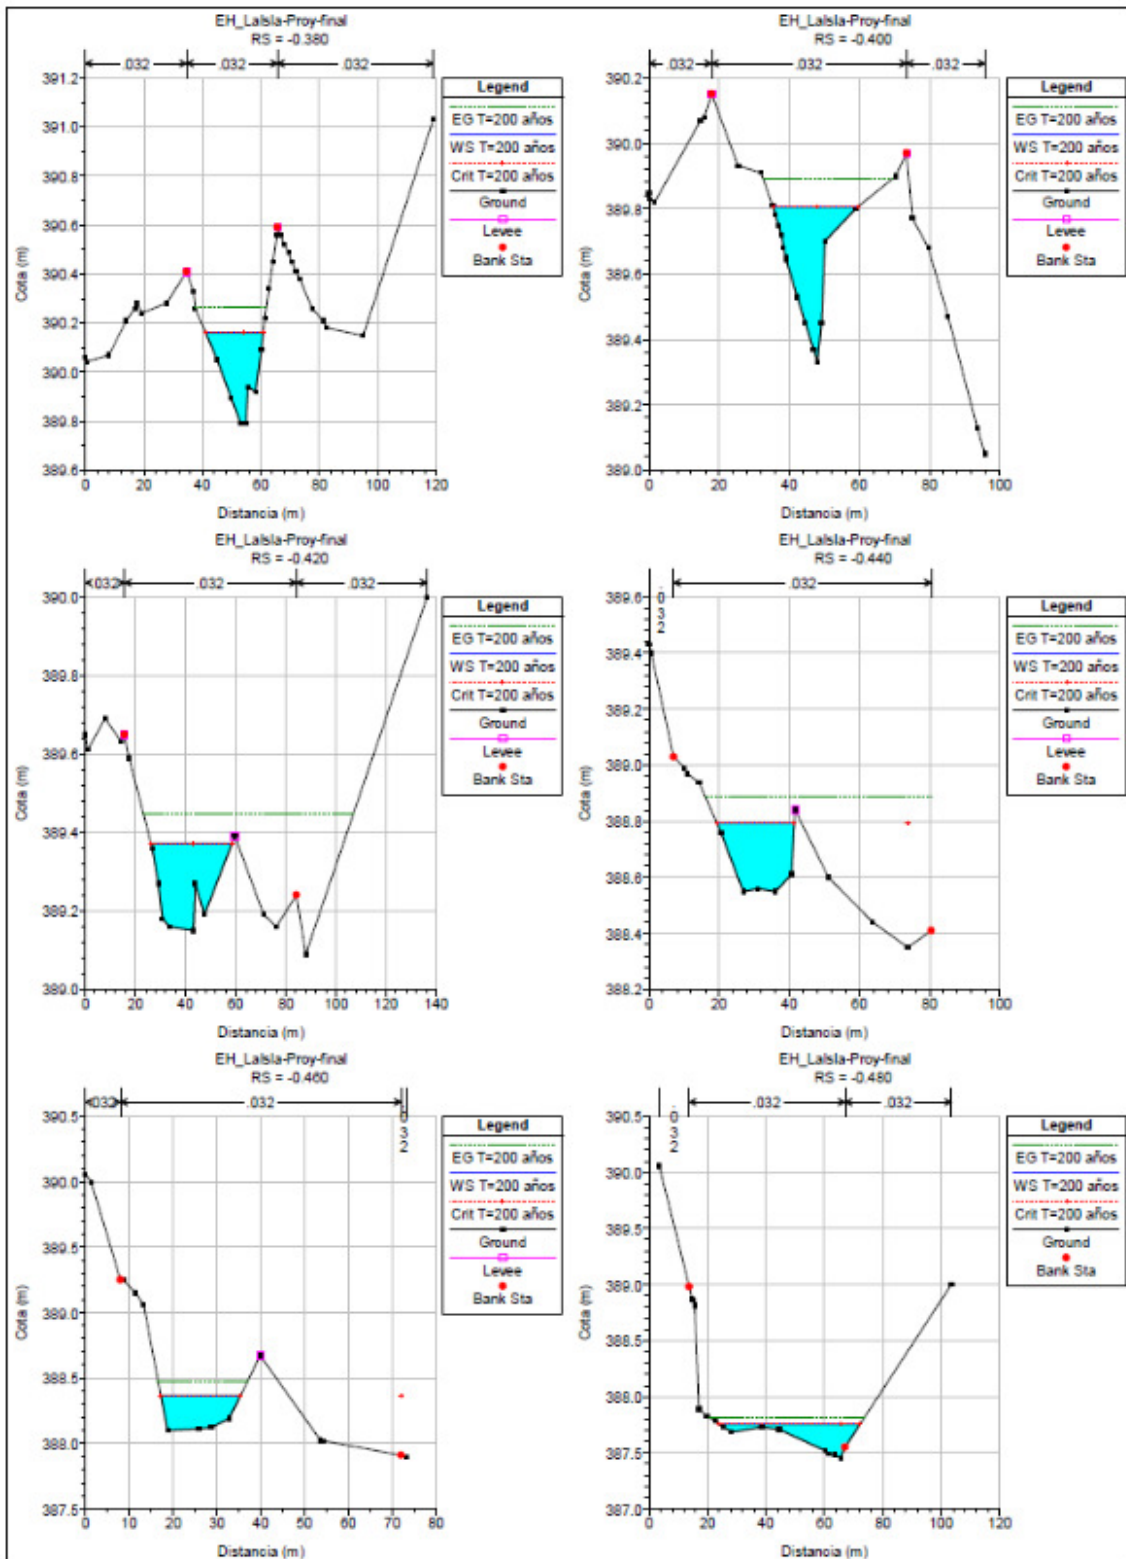 EH_LaIsla-Proy-final
RS = -0.380
.032
.032
.032
391.2
391.0
390.8
390.6
390.4
390.2
390.0
389.8
389.6
0
20
40
60
80
100
120
Cota (m)
Distancia (m)
Legend
EG T=200 años
WS T=200 años
Crit T=200 años
Ground
Levee
Bank Sta
EH_LaIsla-Proy-final
RS = -0.400
.032
.032
.032
390.2
390.0
389.8
389.6
389.4
389.2
389.0
0
20
40
60
80
100
Cota (m)
Distancia (m)
Legend
EG T=200 años
WS T=200 años
Crit T=200 años
Ground
Levee
Bank Sta
EH_LaIsla-Proy-final
RS = -0.420
.032
.032
.032
390.0
389.8
389.6
389.4
389.2
389.0
0
20
40
60
80
100
120
140
Cota (m)
Distancia (m)
Legend
EG T=200 años
WS T=200 años
Crit T=200 años
Ground
Levee
Bank Sta
EH_LaIsla-Proy-final
RS = -0.440
.032
.032
389.6
389.4
389.2
389.0
388.8
388.6
388.4
388.2
0
20
40
60
80
100
Cota (m)
Distancia (m)
Legend
EG T=200 años
WS T=200 años
Crit T=200 años
Ground
Levee
Bank Sta
EH_LaIsla-Proy-final
RS = -0.460
.032
.032
.032
390.5
390.0
389.5
389.0
388.5
388.0
387.5
0
10
20
30
40
50
60
70
80
Cota (m)
Distancia (m)
Legend
EG T=200 años
WS T=200 años
Crit T=200 años
Ground
Levee
Bank Sta
EH_LaIsla-Proy-final
RS = -0.480
.032
.032
.032
390.5
390.0
389.5
389.0
388.5
388.0
387.5
387.0
0
20
40
60
80
100
120
Cota (m)
Distancia (m)
Legend
EG T=200 años
WS T=200 años
Crit T=200 años
Ground
Bank Sta